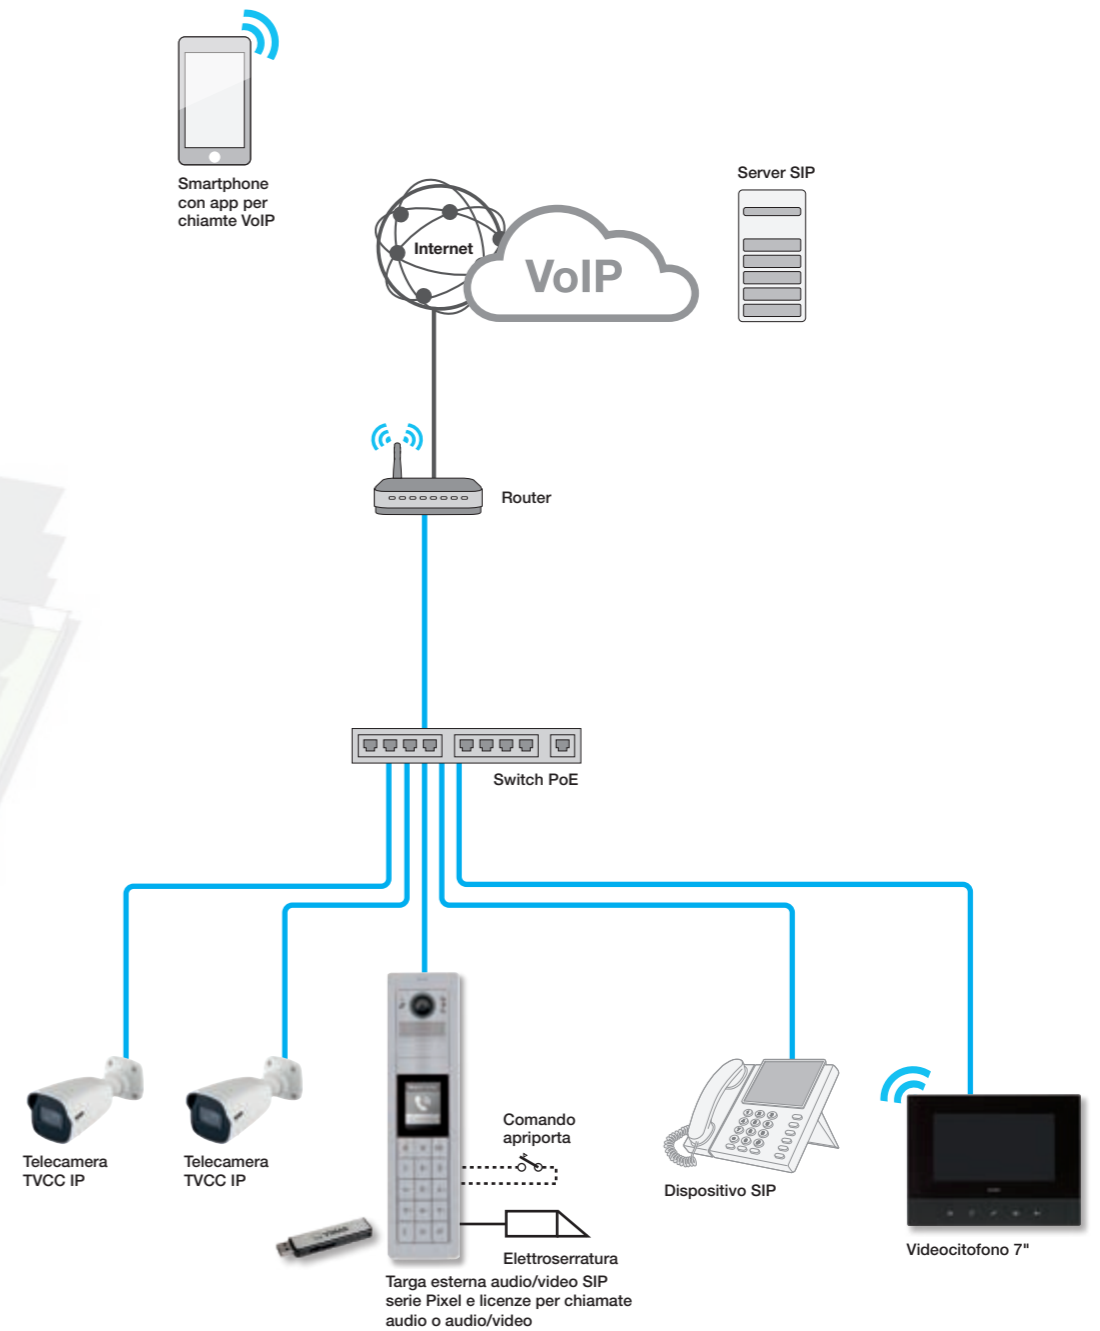 Smartphone
con app per
chiamte VoIP
Server SIP
Internet
VoIP
Router
Switch PoE
Comando
apriporta
Telecamera
TVCC IP
Telecamera
TVCC IP
Dispositivo SIP
Videocitofono 7"
Elettroserratura
Targa esterna audio/video SIP
serie Pixel e licenze per chiamate
audio o audio/video